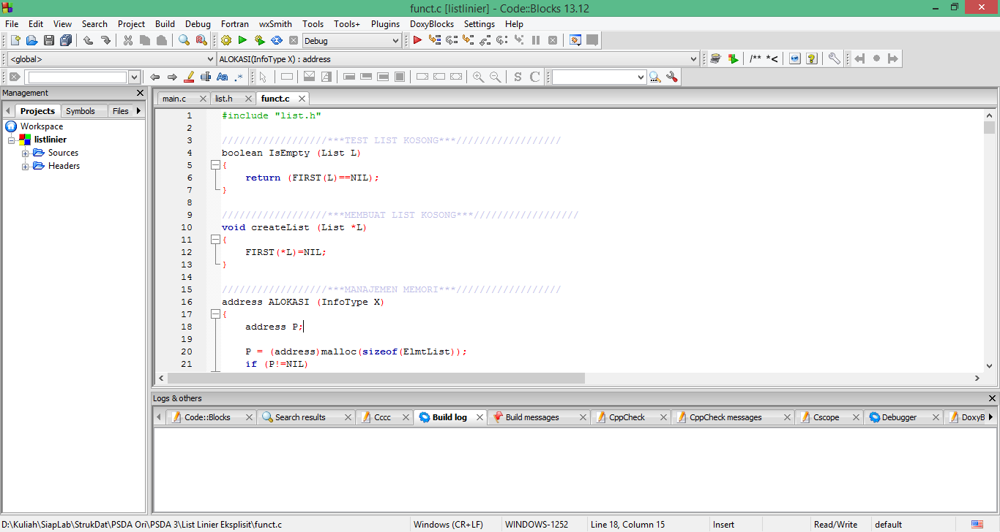 funct.c [listlinier] - Code::Blocks 13.12
File Edit View Search Project Build Debug Fortran wxSmith Tools Tools+ Plugins DoxyBlocks Settings Help
Debug
<global> ALOKASI(InfoType X) : address /** *<
Aa .* S C
Management
Projects Symbols Files
Workspace
listlinier
Sources
Headers
main.c list.h funct.c
1 #include "list.h"
2
3 //////////////////***TEST LIST KOSONG***//////////////////
4 boolean IsEmpty (List L)
5 {
6 return (FIRST(L)==NIL);
7 }
8
9 //////////////////***MEMBUAT LIST KOSONG***//////////////////
10 void createList (List *L)
11 {
12 FIRST(*L)=NIL;
13 }
14
15 //////////////////***MANAJEMEN MEMORI***//////////////////
16 address ALOKASI (InfoType X)
17 {
18 address P;
19
20 P = (address)malloc(sizeof(ElmtList));
21 if (P!=NIL)
Logs & others
Code::Blocks Search results Cccc Build log Build messages CppCheck CppCheck messages Cscope Debugger DoxyB
D:\Kuliah\SiapLab\StrukDat\PSDA Ori\PSDA 3\List Linier Eksplisit\funct.c Windows (CR+LF) WINDOWS-1252 Line 18, Column 15 Insert Read/Write default